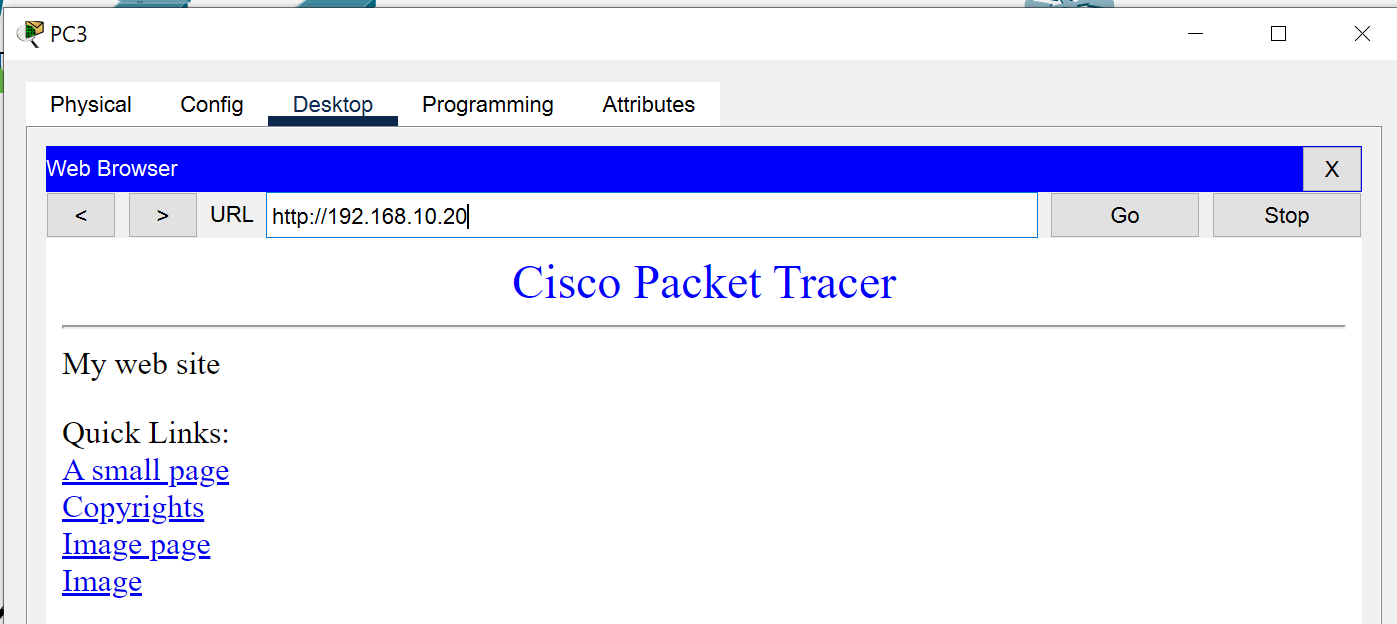 PC3
Physical Config Desktop Programming Attributes
Web Browser X
< > URL http://192.168.10.20 Go Stop
Cisco Packet Tracer
My web site
Quick Links:
A small page
Copyrights
Image page
Image